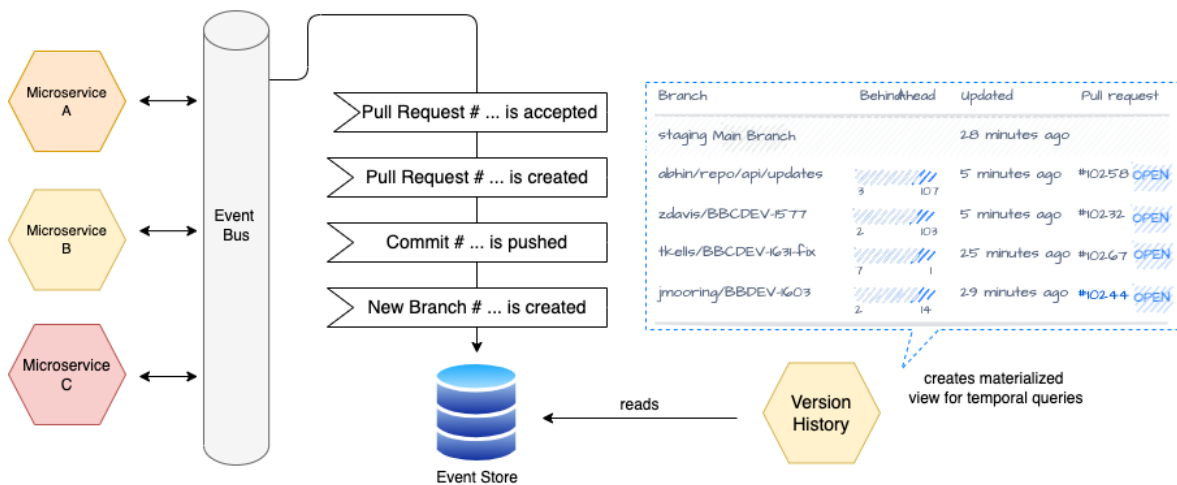 Microservice
A
Microservice
B
Microservice
C
Event
Bus
Pull Request # ... is accepted
Pull Request # ... is created
Commit # ... is pushed
New Branch # ... is created
Event Store
reads
Version
History
Branch Behind Ahead Updated Pull request
staging Main Branch 28 minutes ago
abhin/repo/api/updates 3 107 5 minutes ago #10258 OPEN
zdavis/BBCDEV-1577 2 103 5 minutes ago #10232 OPEN
tkells/BBCDEV-1631-fix 7 1 25 minutes ago #10267 OPEN
jmooring/BBDEV-1603 2 14 29 minutes ago #10244 OPEN
creates materialized
view for temporal queries